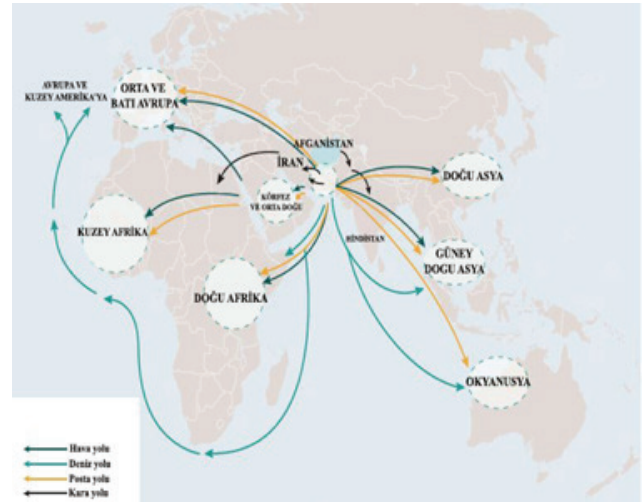 AVRUPA VE
KUZEY AMERİKA'YA
ORTA VE
BATI AVRUPA
AFGANİSTAN
İRAN
KÖRFEZ
VE ORTA DOĞU
DOĞU ASYA
KUZEY AFRİKA
HİNDİSTAN
GÜNEY
DOGU ASYA
DOĞU AFRİKA
OKYANUSYA
Hava yolu
Deniz yolu
Posta yolu
Kara yolu